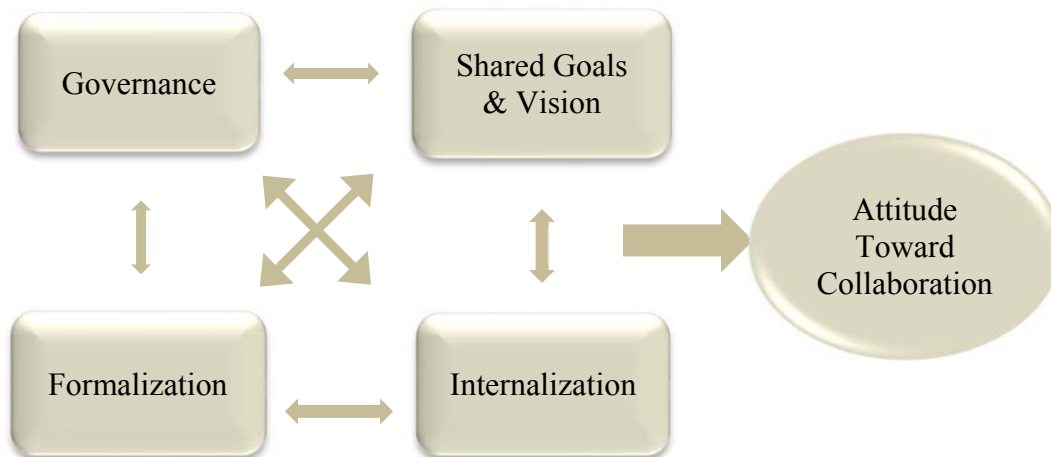 Governance
Shared Goals
& Vision
Attitude
Toward
Collaboration
Formalization
Internalization